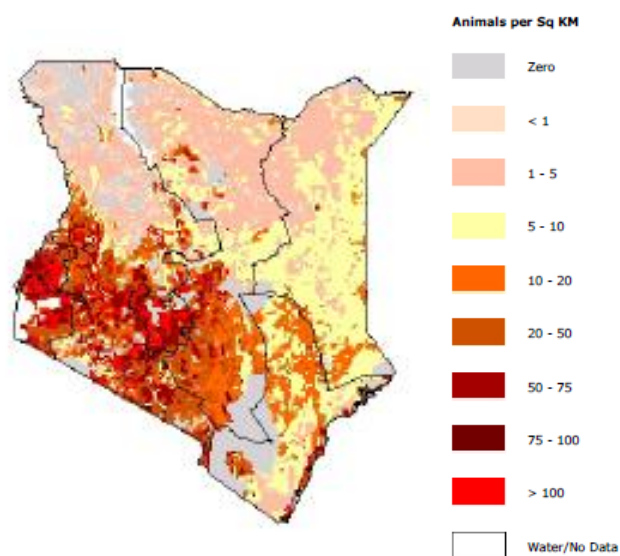 Animals per Sq KM
Zero
< 1
1 - 5
5 - 10
10 - 20
20 - 50
50 - 75
75 - 100
> 100
Water/No Data